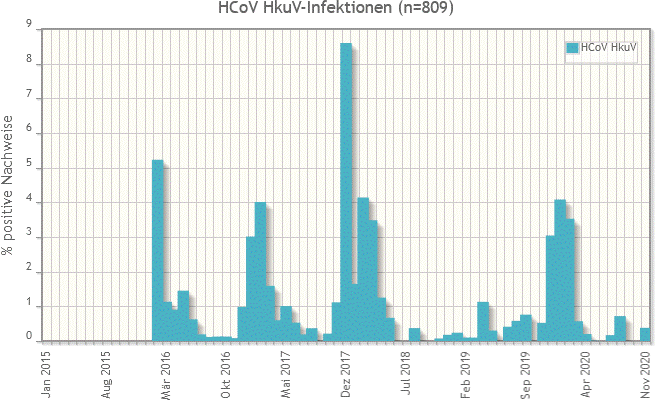 HCoV HkuV-Infektionen (n=809)
HCoV HkuV
% positive Nachweise
9
8
7
6
5
4
3
2
1
0
Jan 2015
Aug 2015
Mär 2016
Okt 2016
Mai 2017
Dez 2017
Jul 2018
Feb 2019
Sep 2019
Apr 2020
Nov 2020